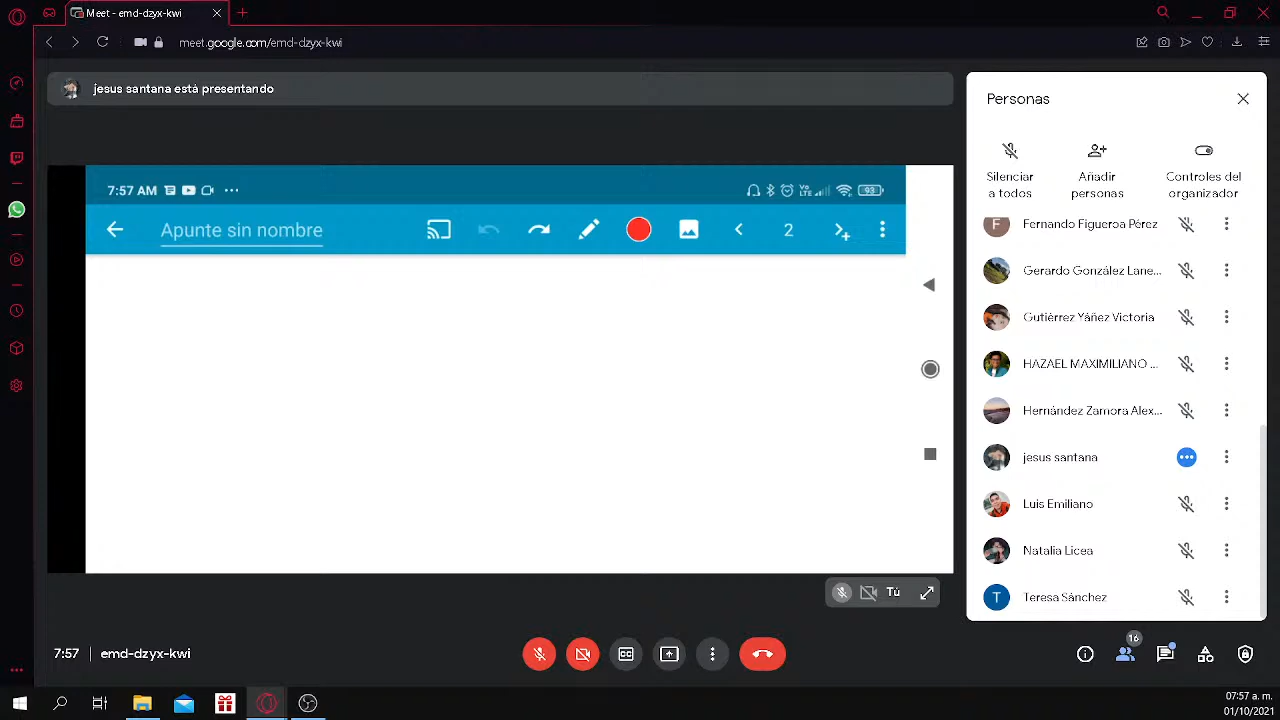 Meet - emd-dzyx-kwi
meet.google.com/emd-dzyx-kwi
jesus santana está presentando
7:57 AM
Vo
LTE
93
Apunte sin nombre
2
Tú
Personas
Silenciar
a todos
Añadir
personas
Controles del
organizador
Fernando Figueroa Pérez
F
Gerardo González Lane...
Gutiérrez Yáñez Victoria
HAZAEL MAXIMILIANO ...
Hernández Zamora Alex...
jesus santana
Luis Emiliano
Natalia Licea
T
Teresa Sánchez
7:57
emd-dzyx-kwi
16
07:57 a. m.
01/10/2021